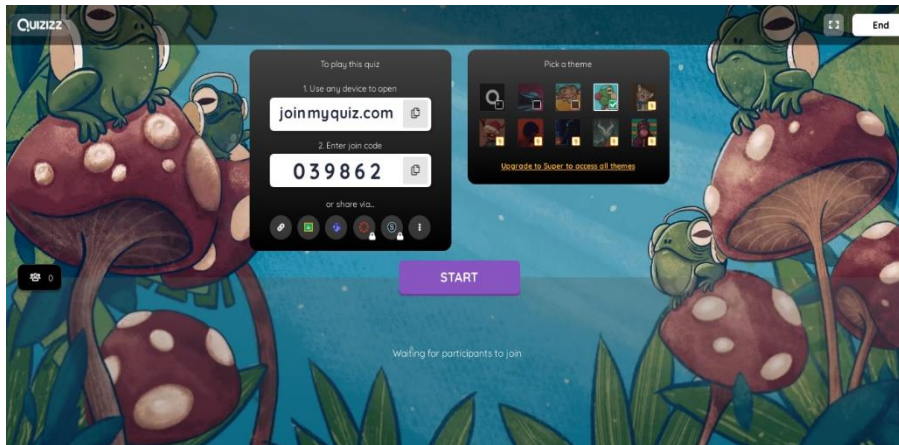 QUIZIZZ
End
To play this quiz
1. Use any device to open
joinmyquiz.com
2. Enter join code
039862
or share via...
Pick a theme
Upgrade to Super to access all themes
0
START
Waiting for participants to join